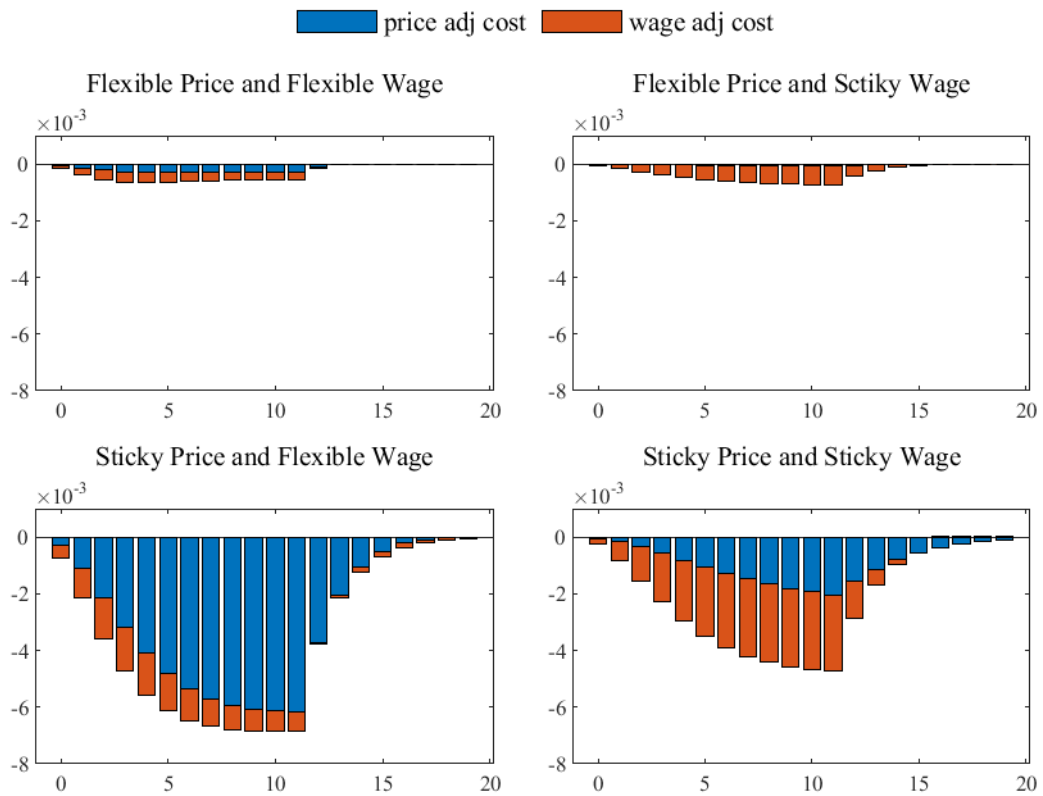 price adj cost wage adj cost
Flexible Price and Flexible Wage
×10⁻³
0
-2
-4
-6
-8
0 5 10 15 20
Flexible Price and Sctiky Wage
×10⁻³
0
-2
-4
-6
-8
0 5 10 15 20
Sticky Price and Flexible Wage
×10⁻³
0
-2
-4
-6
-8
0 5 10 15 20
Sticky Price and Sticky Wage
×10⁻³
0
-2
-4
-6
-8
0 5 10 15 20